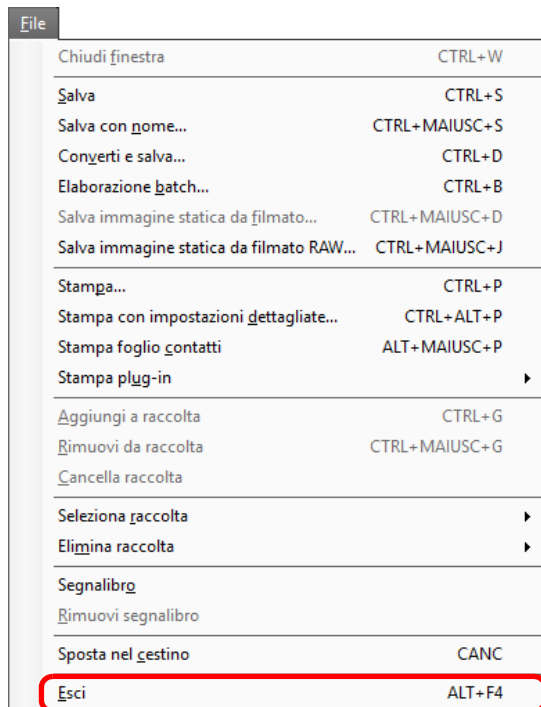 File
Chiudi finestra CTRL+W
Salva CTRL+S
Salva con nome... CTRL+MAIUSC+S
Converti e salva... CTRL+D
Elaborazione batch... CTRL+B
Salva immagine statica da filmato... CTRL+MAIUSC+D
Salva immagine statica da filmato RAW... CTRL+MAIUSC+J
Stampa... CTRL+P
Stampa con impostazioni dettagliate... CTRL+ALT+P
Stampa foglio contatti ALT+MAIUSC+P
Stampa plug-in
Aggiungi a raccolta CTRL+G
Rimuovi da raccolta CTRL+MAIUSC+G
Cancella raccolta
Seleziona raccolta
Elimina raccolta
Segnalibro
Rimuovi segnalibro
Sposta nel cestino CANC
Esci ALT+F4